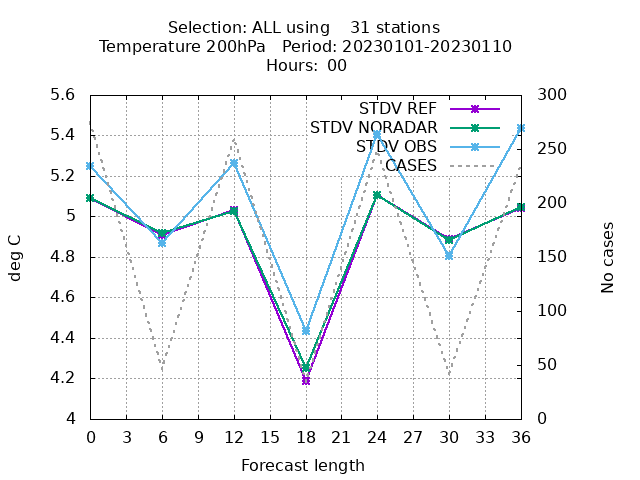 Selection: ALL using    31 stations
Temperature 200hPa   Period: 20230101-20230110
Hours:  00
5.6
5.4
5.2
5
4.8
4.6
4.4
4.2
4
deg C
STDV REF
STDV NORADAR
STDV OBS
CASES
300
250
200
150
100
50
0
No cases
0 3 6 9 12 15 18 21 24 27 30 33 36
Forecast length